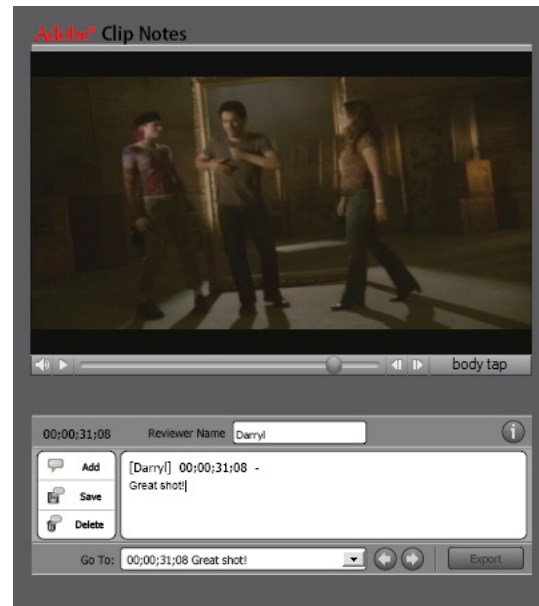 Adobe® Clip Notes
body tap
00;00;31;08 Reviewer Name Darryl
Add
[Darryl] 00;00;31;08 -
Great shot!
Save
Delete
Go To: 00;00;31;08 Great shot! Export